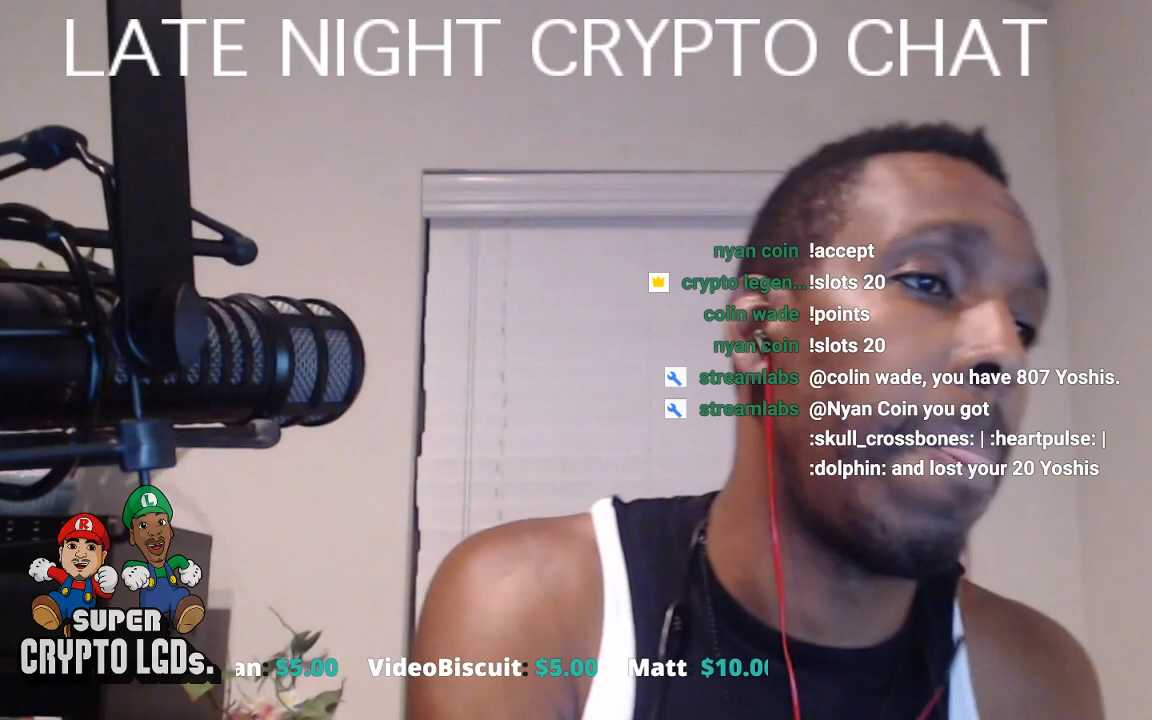 LATE NIGHT CRYPTO CHAT
nyan coin !accept
crypto legen... !slots 20
colin wade !points
nyan coin !slots 20
streamlabs @colin wade, you have 807 Yoshis.
streamlabs @Nyan Coin you got
:skull_crossbones: | :heartpulse: |
:dolphin: and lost your 20 Yoshis
R L
SUPER
CRYPTO LGDs.
an: $5.00 VideoBiscuit: $5.00 Matt $10.0